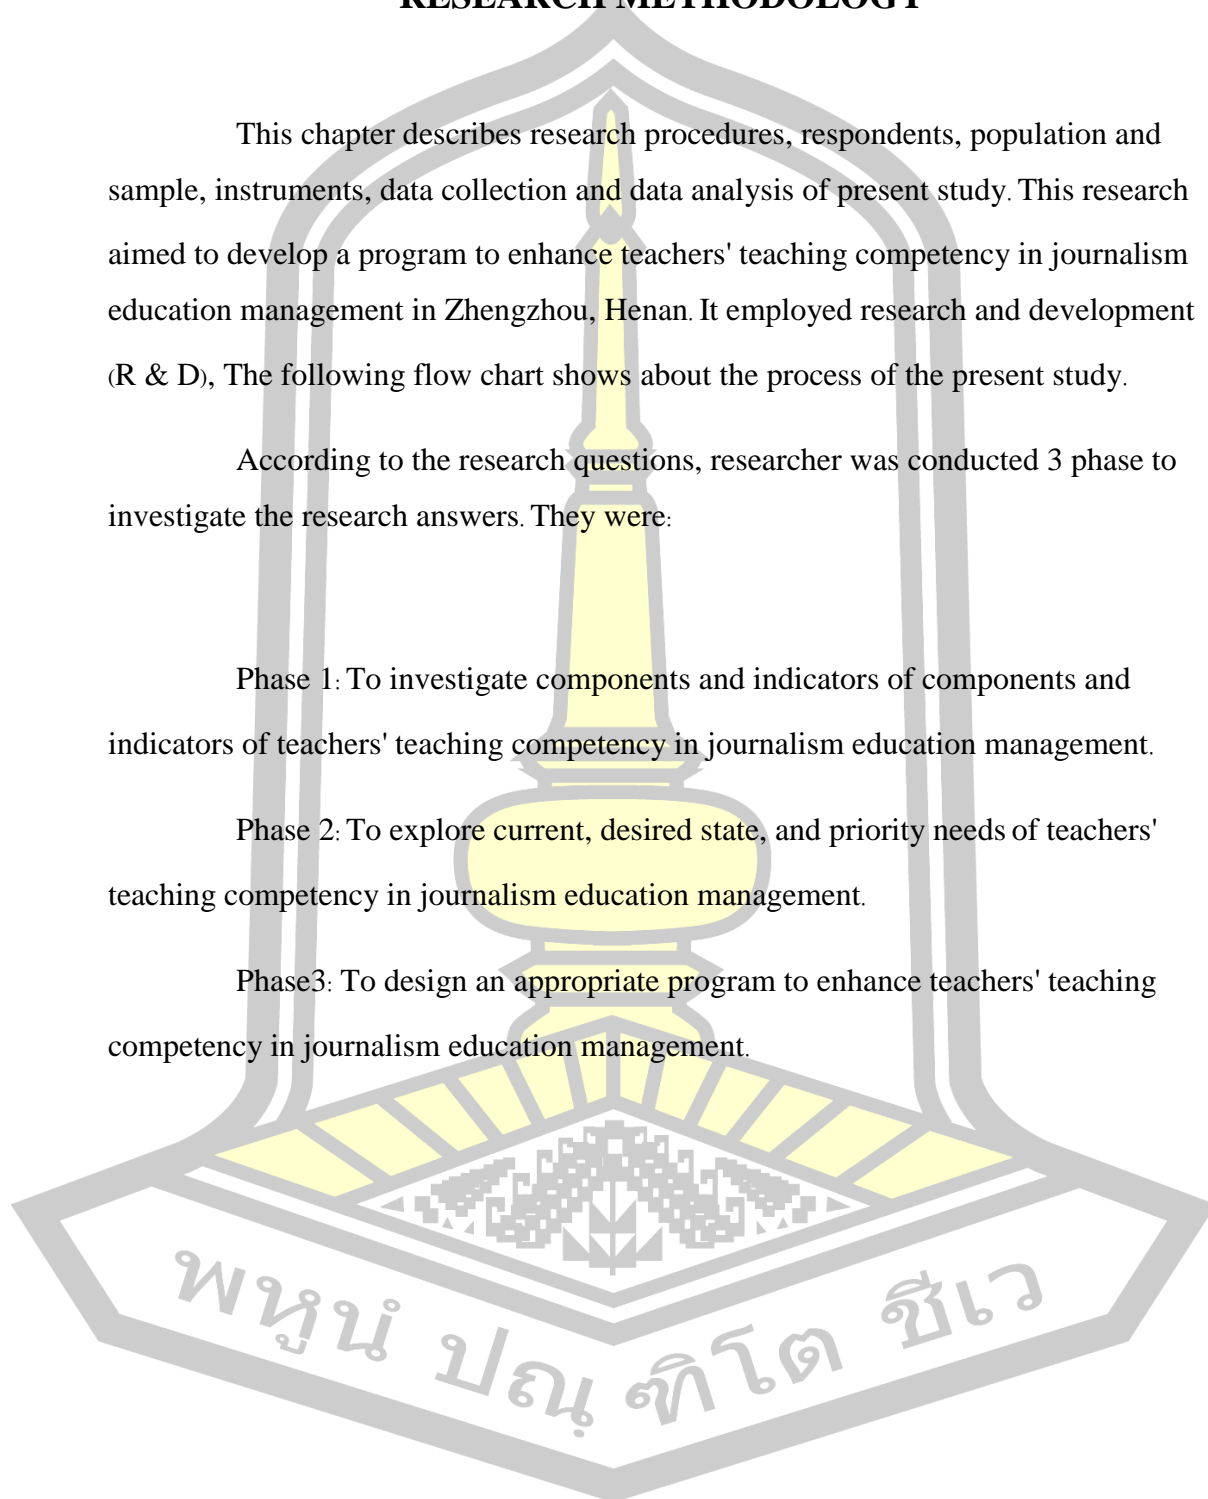 RESEARCH METHODOLOGY
This chapter describes research procedures, respondents, population and
sample, instruments, data collection and data analysis of present study. This research
aimed to develop a program to enhance teachers' teaching competency in journalism
education management in Zhengzhou, Henan. It employed research and development
(R & D), The following flow chart shows about the process of the present study.
According to the research questions, researcher was conducted 3 phase to
investigate the research answers. They were:
Phase 1: To investigate components and indicators of components and
indicators of teachers' teaching competency in journalism education management.
Phase 2: To explore current, desired state, and priority needs of teachers'
teaching competency in journalism education management.
Phase3: To design an appropriate program to enhance teachers' teaching
competency in journalism education management.
พหูนํ ปณฺฑิโต ชีเว